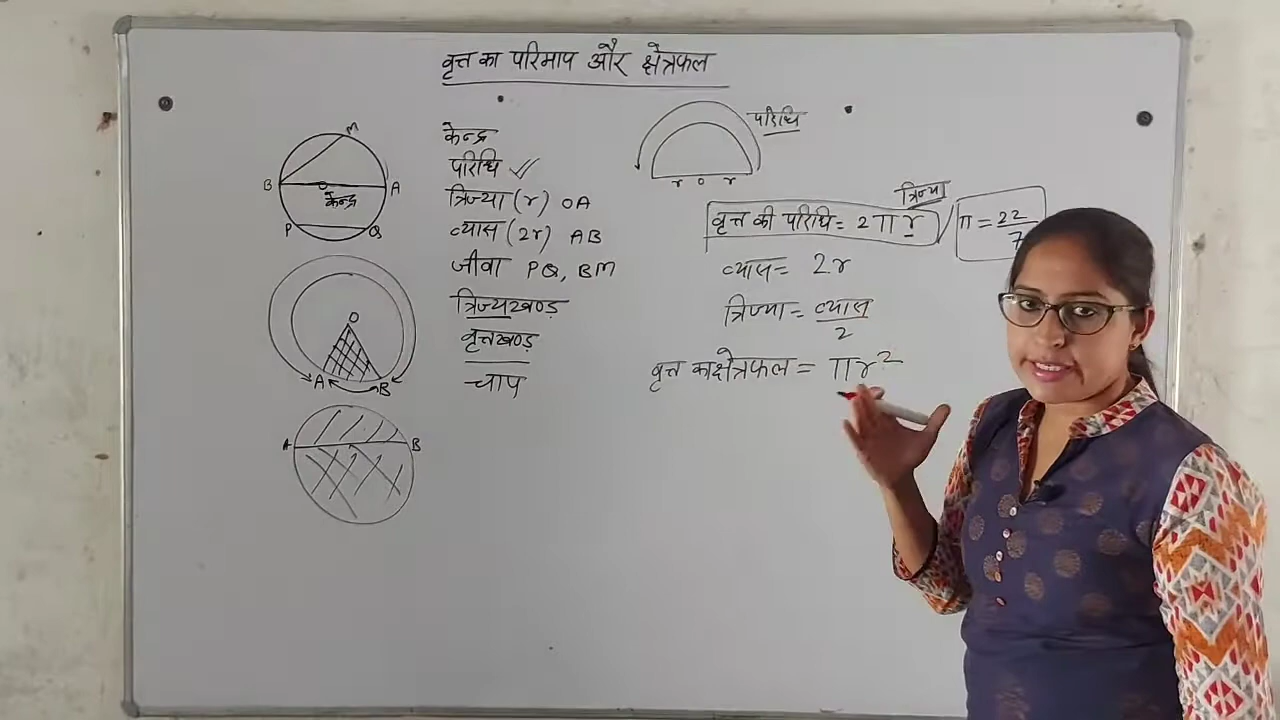 वृत्त का परिमाप और क्षेत्रफल
M
B
A
O
केन्द्र
P
Q
केन्द्र
परिधि
त्रिज्या (r) OA
व्यास (2r) AB
जीवा PQ, BM
त्रिज्यखण्ड़
वृत्तखण्ड़
चाप
O
A
B
A
B
परिधि
r o r
त्रिज्या
वृत्त की परिधि = 2πr / π = 22/7
व्यास = 2r
त्रिज्या = व्यास/2
वृत्त का क्षेत्रफल = πr²